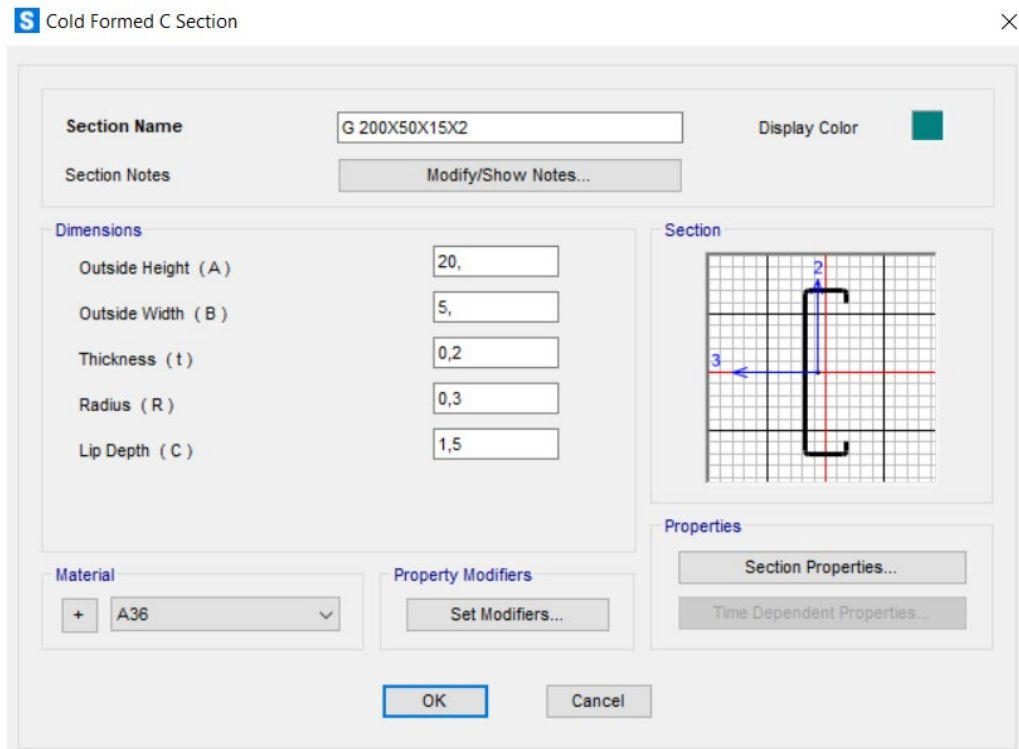 S Cold Formed C Section
Section Name G 200X50X15X2 Display Color
Section Notes Modify/Show Notes...
Dimensions
Outside Height ( A ) 20,
Outside Width ( B ) 5,
Thickness ( t ) 0,2
Radius ( R ) 0,3
Lip Depth ( C ) 1,5
Section
2
3
Properties
Section Properties...
Time Dependent Properties...
Material
+ A36
Property Modifiers
Set Modifiers...
OK Cancel